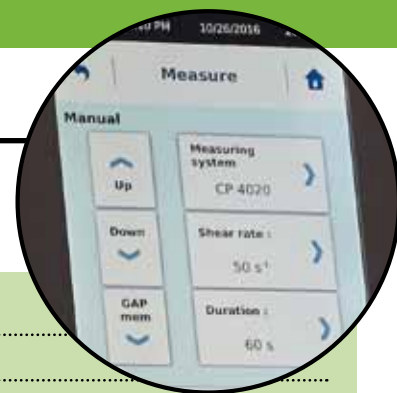 PM 10/26/2016
Measure
Manual
Up
Measuring system
CP 4020
Down
Shear rate :
50 s⁻¹
GAP mem
Duration :
60 s